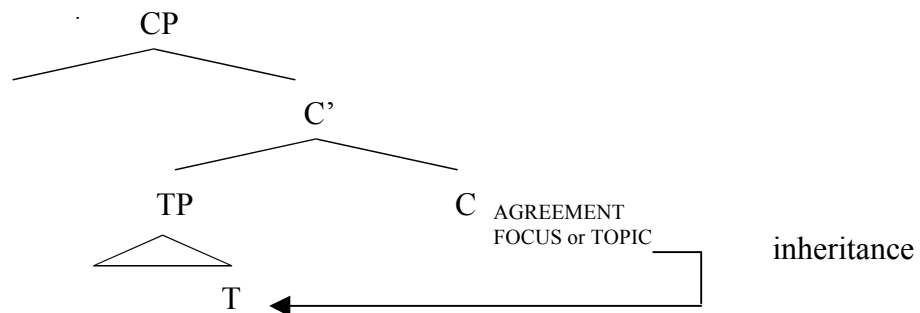 CP
C’
TP C AGREEMENT
FOCUS or TOPIC
inheritance
T